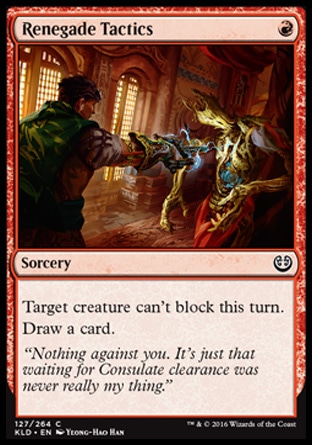 Renegade Tactics
Sorcery
Target creature can't block this turn.
Draw a card.
“Nothing against you. It's just that
waiting for Consulate clearance was
never really my thing.”
127/264 C
KLD • EN Yeong-Hao Han
™ & © 2016 Wizards of the Coast